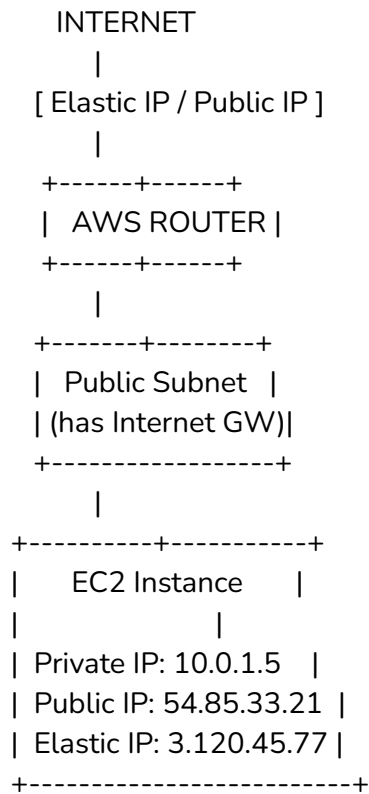 INTERNET
|
[ Elastic IP / Public IP ]
|
+------+------+
| AWS ROUTER |
+------+------+
|
+-------+--------+
| Public Subnet |
| (has Internet GW)|
+------------------+
|
+----------+-----------+
| EC2 Instance |
| |
| Private IP: 10.0.1.5 |
| Public IP: 54.85.33.21 |
| Elastic IP: 3.120.45.77 |
+--------------------------+